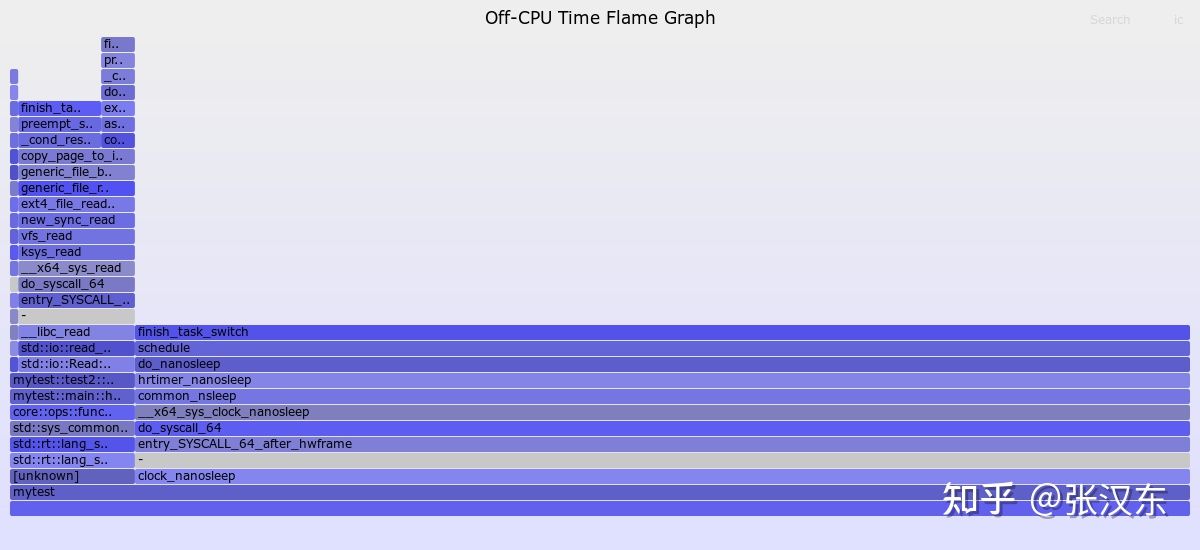 Off-CPU Time Flame Graph
Search ic
fi..
pr..
_c..
do..
finish_ta.. ex..
preempt_s.. as..
_cond_res.. co..
copy_page_to_i..
generic_file_b..
generic_file_r..
ext4_file_read..
new_sync_read
vfs_read
ksys_read
__x64_sys_read
do_syscall_64
entry_SYSCALL_..
-
__libc_read finish_task_switch
std::io::read_.. schedule
std::io::Read:.. do_nanosleep
mytest::test2::.. hrtimer_nanosleep
mytest::main::h.. common_nsleep
core::ops::func.. __x64_sys_clock_nanosleep
std::sys_common.. do_syscall_64
std::rt::lang_s.. entry_SYSCALL_64_after_hwframe
std::rt::lang_s.. -
[unknown] clock_nanosleep
mytest
知乎 @张汉东